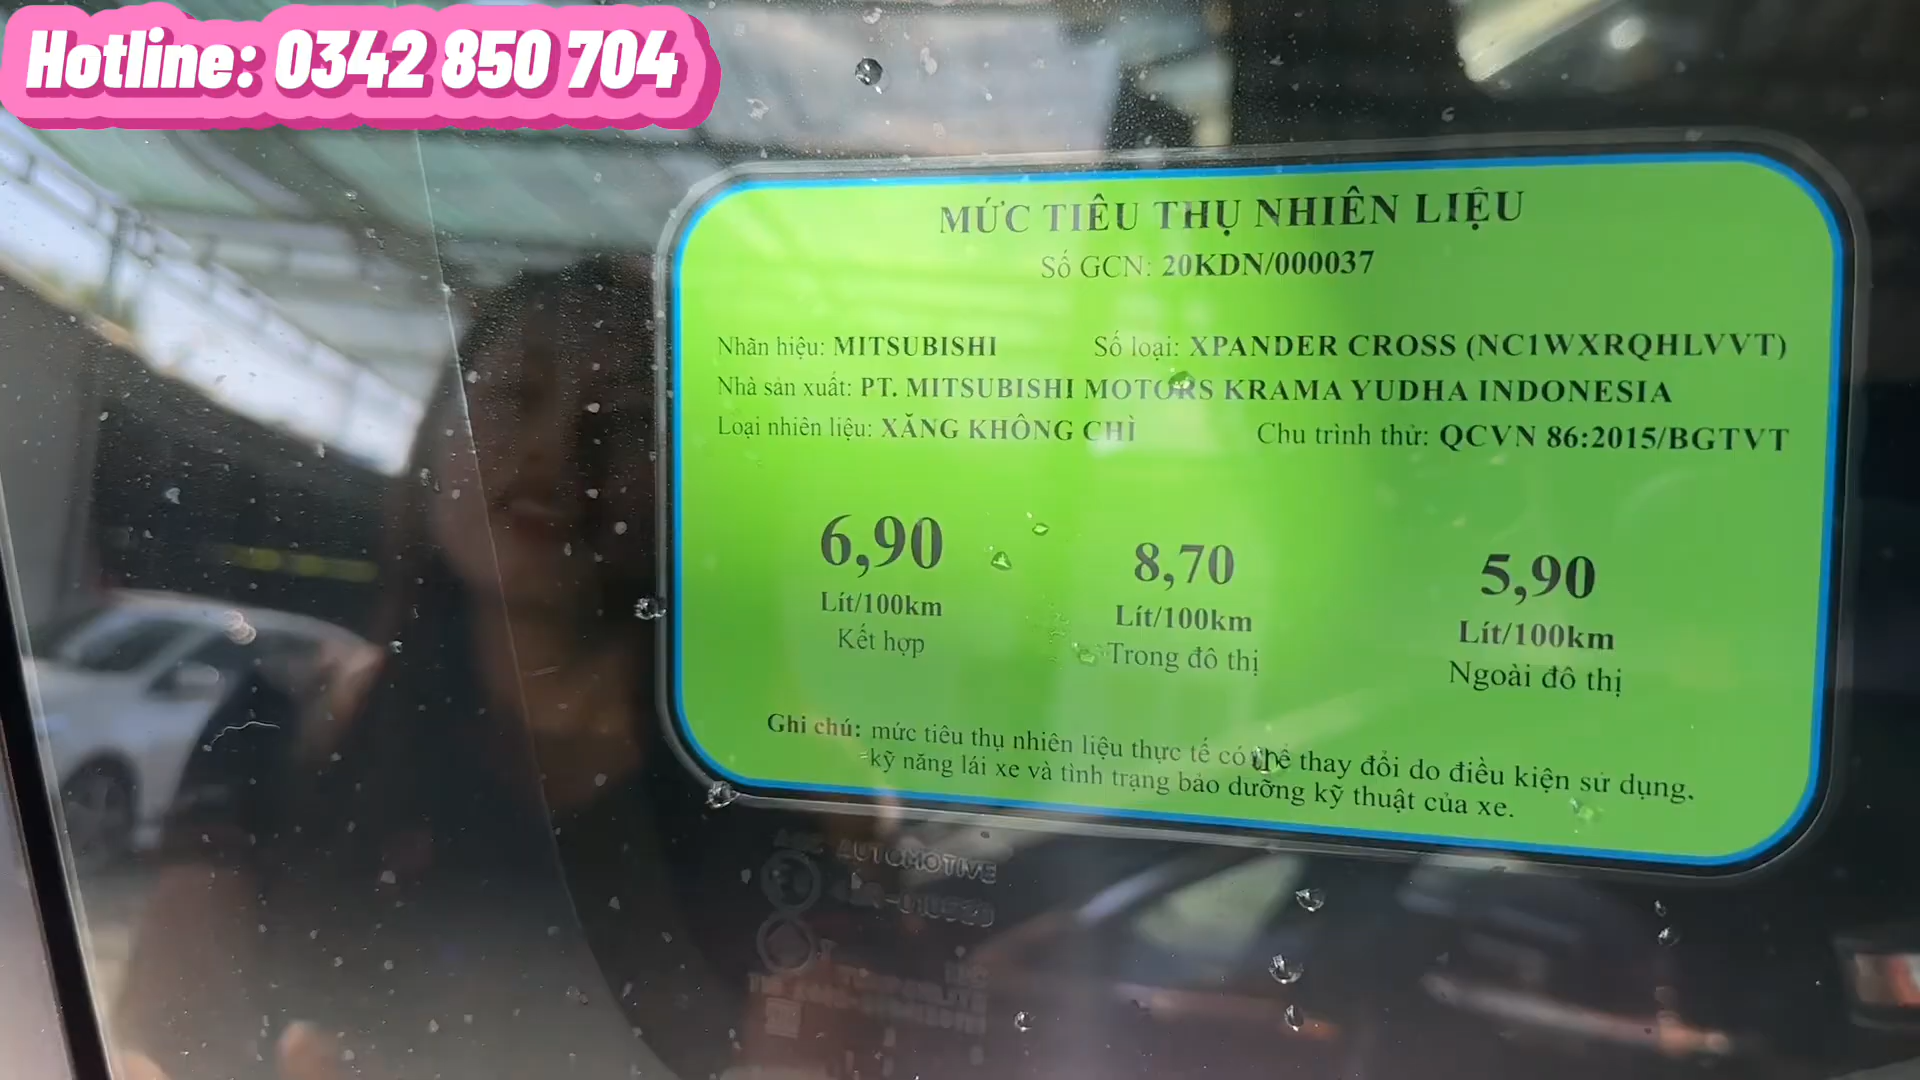 Hotline: 0342 850 704
MỨC TIÊU THỤ NHIÊN LIỆU
Số GCN: 20KDN/000037
Nhãn hiệu: MITSUBISHI Số loại: XPANDER CROSS (NC1WXRQHLVVT)
Nhà sản xuất: PT. MITSUBISHI MOTORS KRAMA YUDHA INDONESIA
Loại nhiên liệu: XĂNG KHÔNG CHÌ Chu trình thử: QCVN 86:2015/BGTVT
6,90 8,70 5,90
Lít/100km Lít/100km Lít/100km
Kết hợp Trong đô thị Ngoài đô thị
Ghi chú: mức tiêu thụ nhiên liệu thực tế có thể thay đổi do điều kiện sử dụng,
kỹ năng lái xe và tình trạng bảo dưỡng kỹ thuật của xe.
AUTOMOTIVE